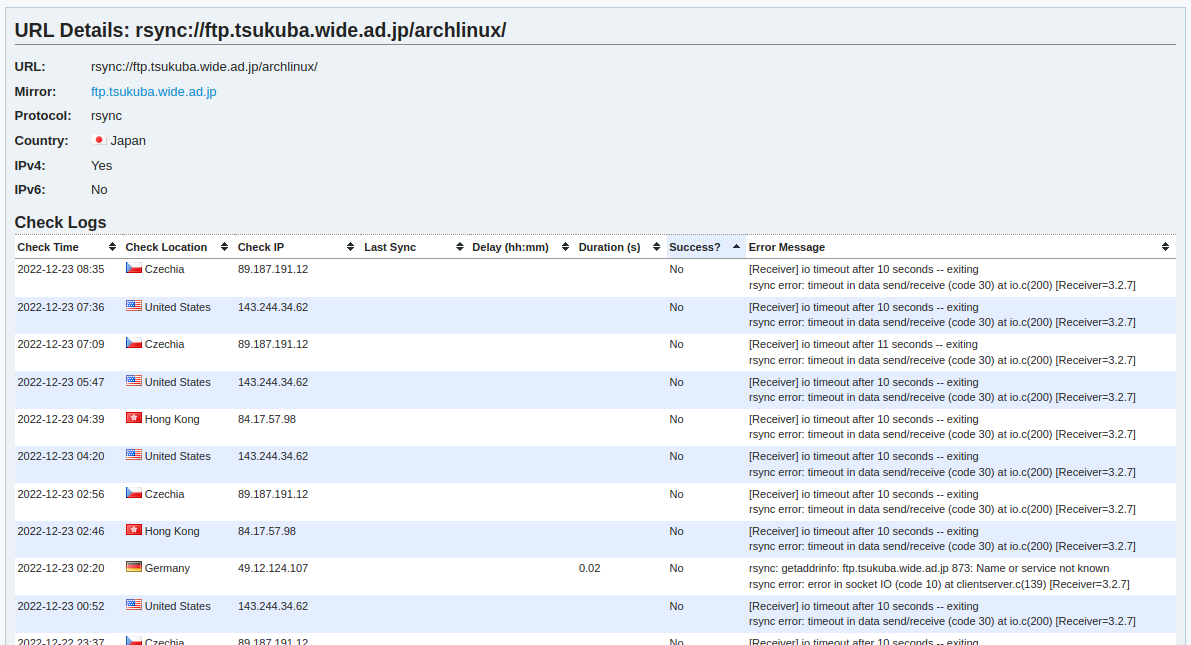 URL Details: rsync://ftp.tsukuba.wide.ad.jp/archlinux/
URL: rsync://ftp.tsukuba.wide.ad.jp/archlinux/
Mirror: ftp.tsukuba.wide.ad.jp
Protocol: rsync
Country: Japan
IPv4: Yes
IPv6: No
Check Logs
Check Time Check Location Check IP Last Sync Delay (hh:mm) Duration (s) Success? Error Message
2022-12-23 08:35 Czechia 89.187.191.12 No [Receiver] io timeout after 10 seconds -- exiting
rsync error: timeout in data send/receive (code 30) at io.c(200) [Receiver=3.2.7]
2022-12-23 07:36 United States 143.244.34.62 No [Receiver] io timeout after 10 seconds -- exiting
rsync error: timeout in data send/receive (code 30) at io.c(200) [Receiver=3.2.7]
2022-12-23 07:09 Czechia 89.187.191.12 No [Receiver] io timeout after 11 seconds -- exiting
rsync error: timeout in data send/receive (code 30) at io.c(200) [Receiver=3.2.7]
2022-12-23 05:47 United States 143.244.34.62 No [Receiver] io timeout after 10 seconds -- exiting
rsync error: timeout in data send/receive (code 30) at io.c(200) [Receiver=3.2.7]
2022-12-23 04:39 Hong Kong 84.17.57.98 No [Receiver] io timeout after 10 seconds -- exiting
rsync error: timeout in data send/receive (code 30) at io.c(200) [Receiver=3.2.7]
2022-12-23 04:20 United States 143.244.34.62 No [Receiver] io timeout after 10 seconds -- exiting
rsync error: timeout in data send/receive (code 30) at io.c(200) [Receiver=3.2.7]
2022-12-23 02:56 Czechia 89.187.191.12 No [Receiver] io timeout after 10 seconds -- exiting
rsync error: timeout in data send/receive (code 30) at io.c(200) [Receiver=3.2.7]
2022-12-23 02:46 Hong Kong 84.17.57.98 No [Receiver] io timeout after 10 seconds -- exiting
rsync error: timeout in data send/receive (code 30) at io.c(200) [Receiver=3.2.7]
2022-12-23 02:20 Germany 49.12.124.107 0.02 No rsync: getaddrinfo: ftp.tsukuba.wide.ad.jp 873: Name or service not known
rsync error: error in socket IO (code 10) at clientserver.c(139) [Receiver=3.2.7]
2022-12-23 00:52 United States 143.244.34.62 No [Receiver] io timeout after 10 seconds -- exiting
rsync error: timeout in data send/receive (code 30) at io.c(200) [Receiver=3.2.7]
2022-12-22 23:37 Czechia 89.187.191.12 No [Receiver] io timeout after 10 seconds -- exiting